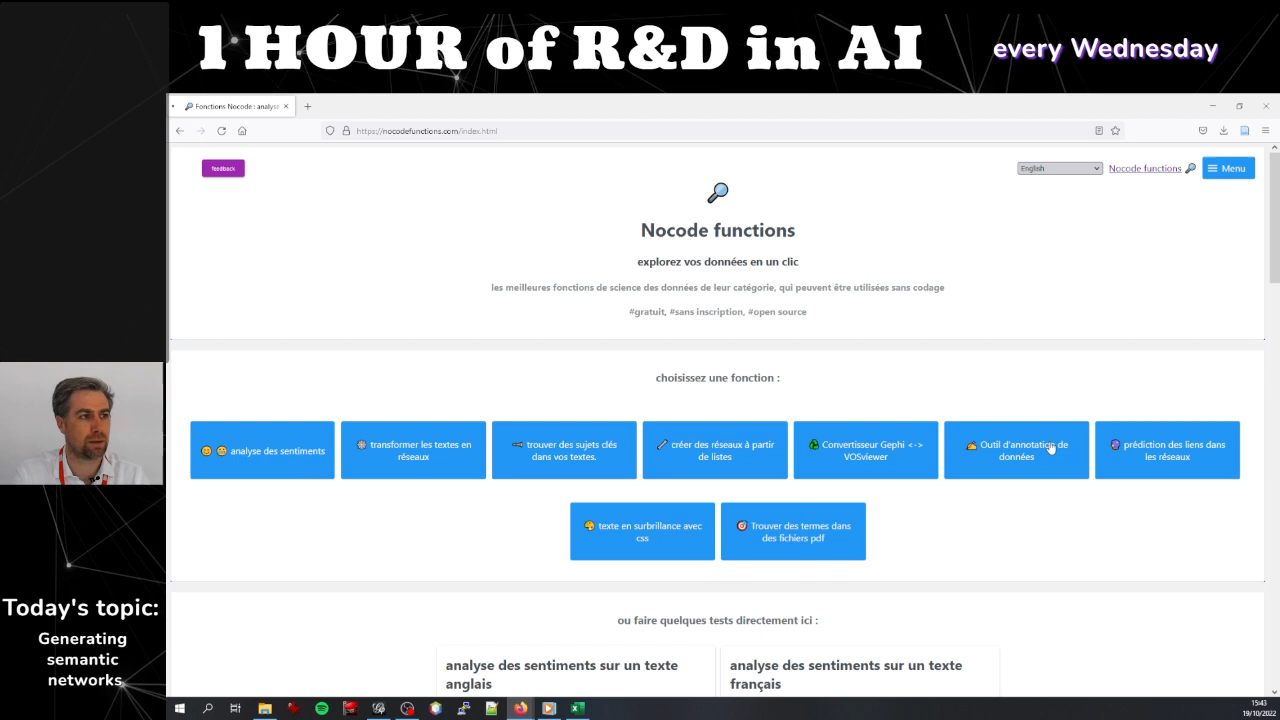 1 HOUR of R&D in AI
every Wednesday
Fonctions Nocode : analyse
https://nocodefunctions.com/index.html
feedback
English
Nocode functions
Menu
Nocode functions
explorez vos données en un clic
les meilleures fonctions de science des données de leur catégorie, qui peuvent être utilisées sans codage
#gratuit, #sans inscription, #open source
choisissez une fonction :
analyse des sentiments
transformer les textes en
réseaux
trouver des sujets clés
dans vos textes.
créer des réseaux à partir
de listes
Convertisseur Gephi <->
VOSviewer
Outil d'annotation de
données
prédiction des liens dans
les réseaux
texte en surbrillance avec
css
Trouver des termes dans
des fichiers pdf
ou faire quelques tests directement ici :
analyse des sentiments sur un texte
anglais
analyse des sentiments sur un texte
français
Today's topic:
Generating
semantic
networks
15:43
19/10/2022